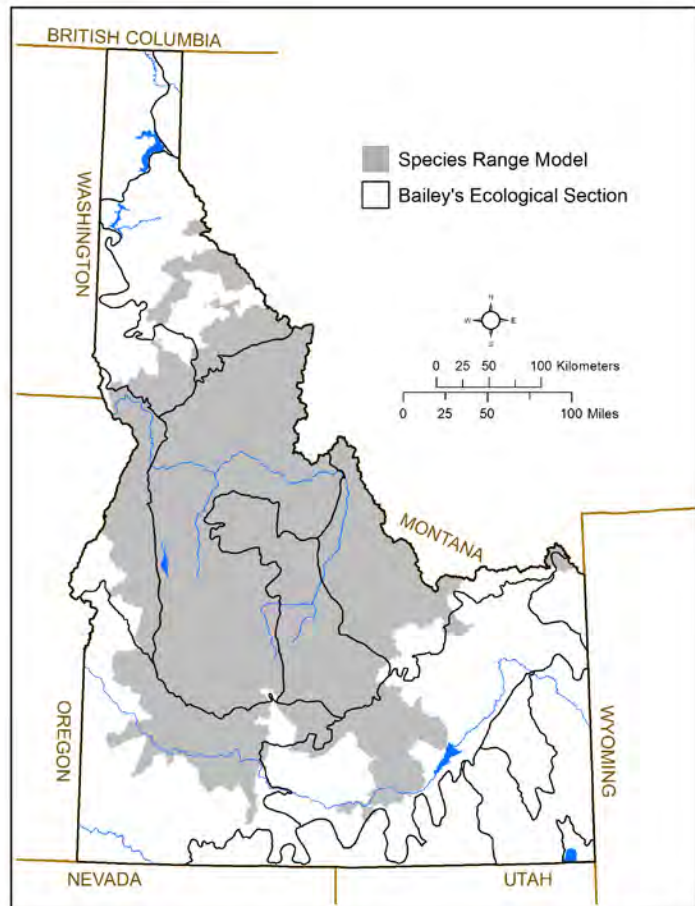 BRITISH COLUMBIA
WASHINGTON
Species Range Model
Bailey's Ecological Section
N
W E
S
0 25 50 100 Kilometers
0 25 50 100 Miles
MONTANA
OREGON
WYOMING
NEVADA
UTAH